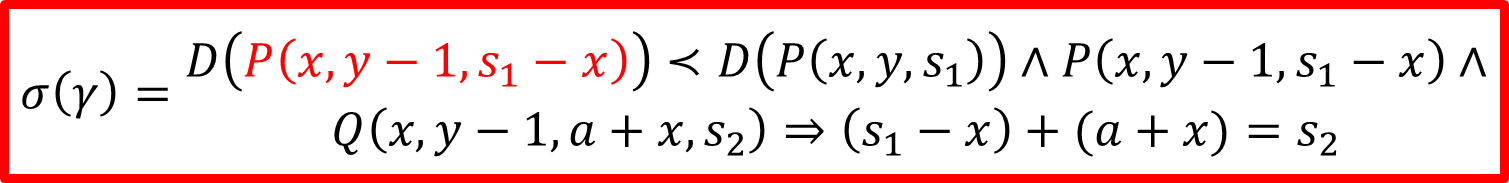 σ(γ) = D(P(x, y − 1, s₁ − x)) ≺ D(P(x, y, s₁)) ∧ P(x, y − 1, s₁ − x) ∧
Q(x, y − 1, a + x, s₂) ⇒ (s₁ − x) + (a + x) = s₂